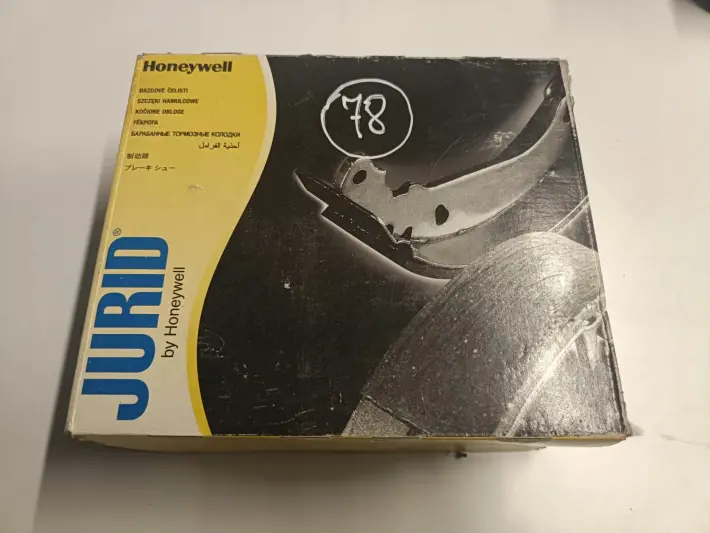 Honeywell
BRZDOVÉ ČELISTI
SZCZĘKI HAMULCOWE
KOČIONE OBLOGE
FÉKPOFA
БАРАБАННЫЕ ТОРМОЗНЫЕ КОЛОДКИ
أحذية الفرامل
制动蹄
ブレーキ シュー
78
JURID®
by Honeywell